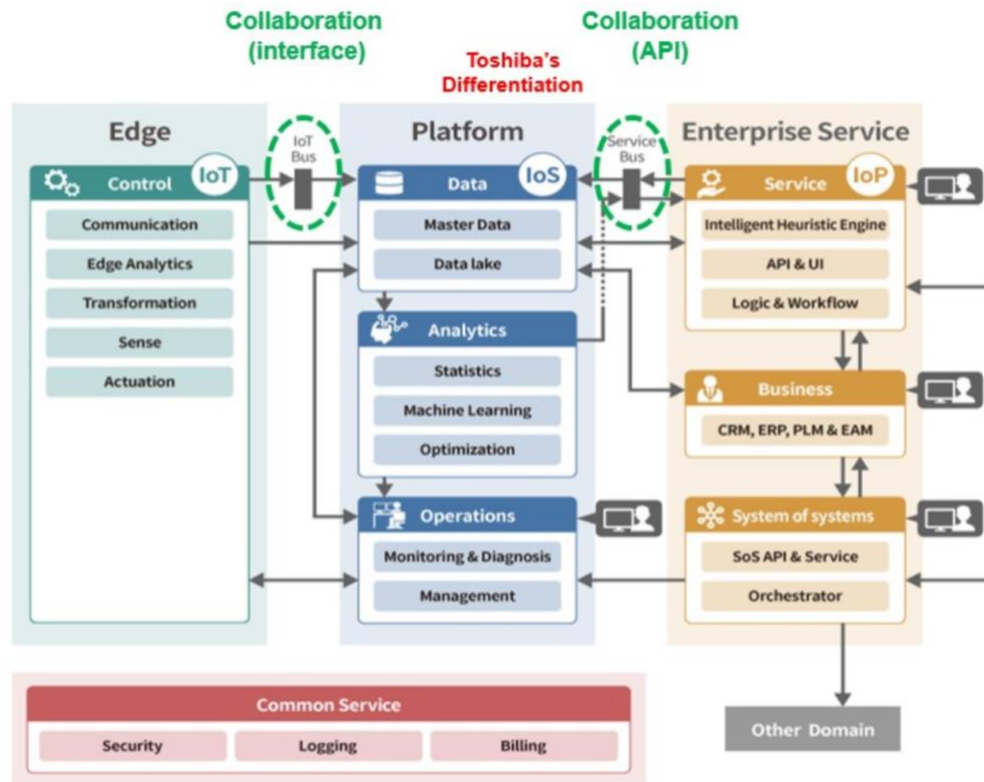 Collaboration
(interface)
Collaboration
(API)
Toshiba's
Differentiation
Edge
IoT
Bus
Platform
Service
Bus
Enterprise Service
Control
IoT
Communication
Edge Analytics
Transformation
Sense
Actuation
Data
IoS
Master Data
Data lake
Analytics
Statistics
Machine Learning
Optimization
Operations
Monitoring & Diagnosis
Management
Service
IoP
Intelligent Heuristic Engine
API & UI
Logic & Workflow
Business
CRM, ERP, PLM & EAM
System of systems
SoS API & Service
Orchestrator
Common Service
Security
Logging
Billing
Other Domain